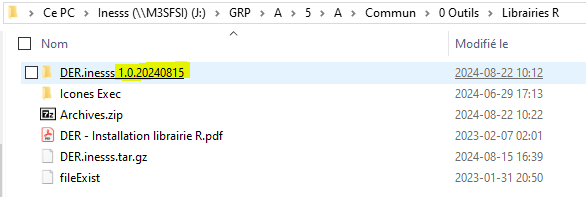 Ce PC > Inesss (\\M3SFSI) (J:) > GRP > A > 5 > A > Commun > 0 Outils > Librairies R
Nom Modifié le
DER.inesss 1.0.20240815 2024-08-22 10:12
Icones Exec 2024-06-29 17:13
Archives.zip 2024-08-22 10:22
DER - Installation librairie R.pdf 2023-02-07 02:01
DER.inesss.tar.gz 2024-08-15 16:39
fileExist 2023-01-31 20:50